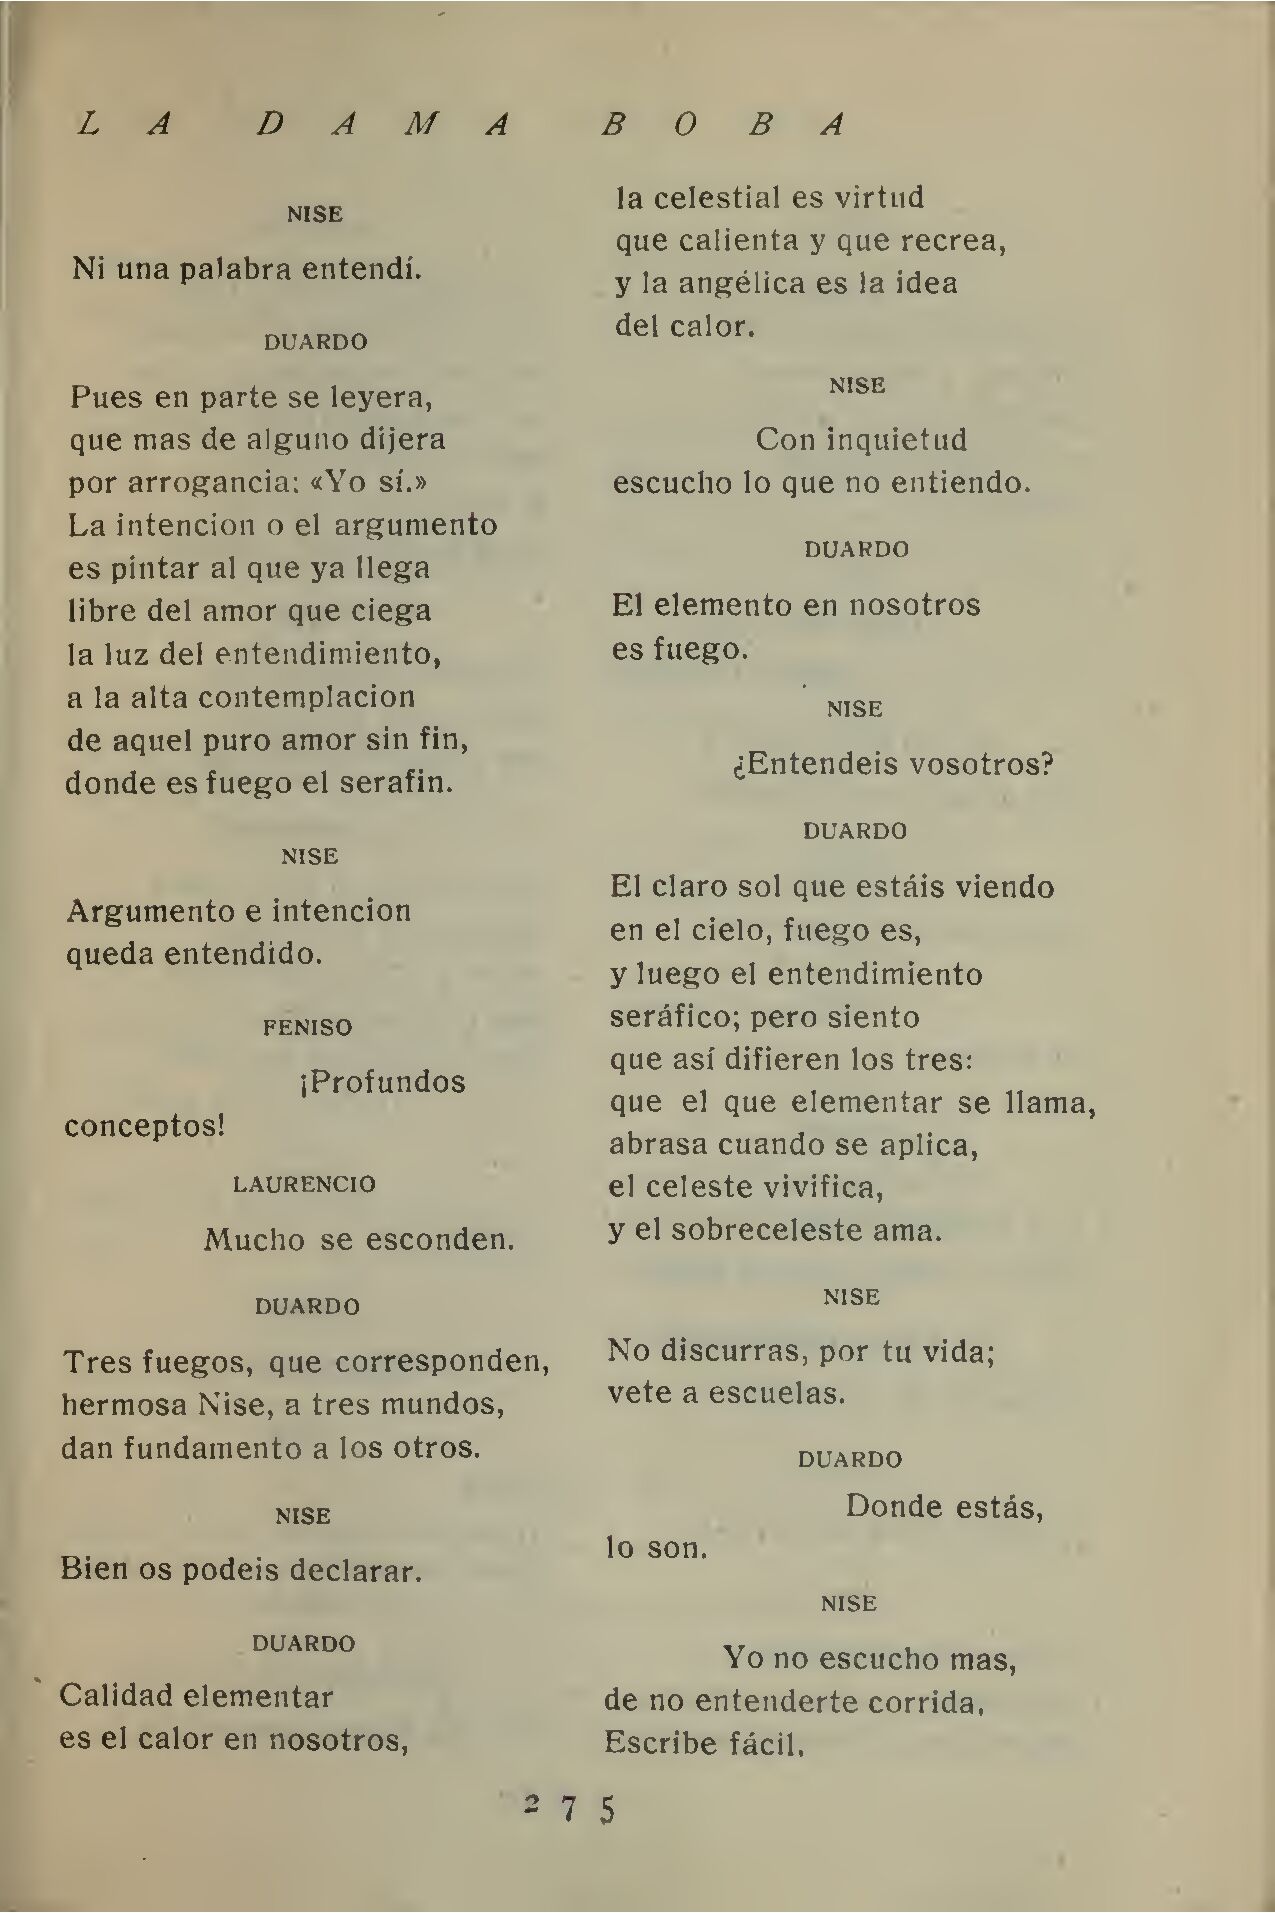 LA DAMA BOBA
NISE
Ni una palabra entendí.
DUARDO
Pues en parte se leyera,
que mas de alguno dijera
por arrogancia: «Yo sí.»
La intencion o el argumento
es pintar al que ya llega
libre del amor que ciega
la luz del entendimiento,
a la alta contemplacion
de aquel puro amor sin fin,
donde es fuego el serafin.
NISE
Argumento e intencion
queda entendido.
FENISO
¡Profundos
conceptos!
LAURENCIO
Mucho se esconden.
DUARDO
Tres fuegos, que corresponden,
hermosa Nise, a tres mundos,
dan fundamento a los otros.
NISE
Bien os podeis declarar.
DUARDO
Calidad elementar
es el calor en nosotros,
la celestial es virtud
que calienta y que recrea,
y la angélica es la idea
del calor.
NISE
Con inquietud
escucho lo que no entiendo.
DUARDO
El elemento en nosotros
es fuego.
NISE
¿Entendeis vosotros?
DUARDO
El claro sol que estáis viendo
en el cielo, fuego es,
y luego el entendimiento
seráfico; pero siento
que así difieren los tres:
que el que elementar se llama,
abrasa cuando se aplica,
el celeste vivifica,
y el sobreceleste ama.
NISE
No discurras, por tu vida;
vete a escuelas.
DUARDO
Donde estás,
lo son.
NISE
Yo no escucho mas,
de no entenderte corrida.
Escribe fácil.
275